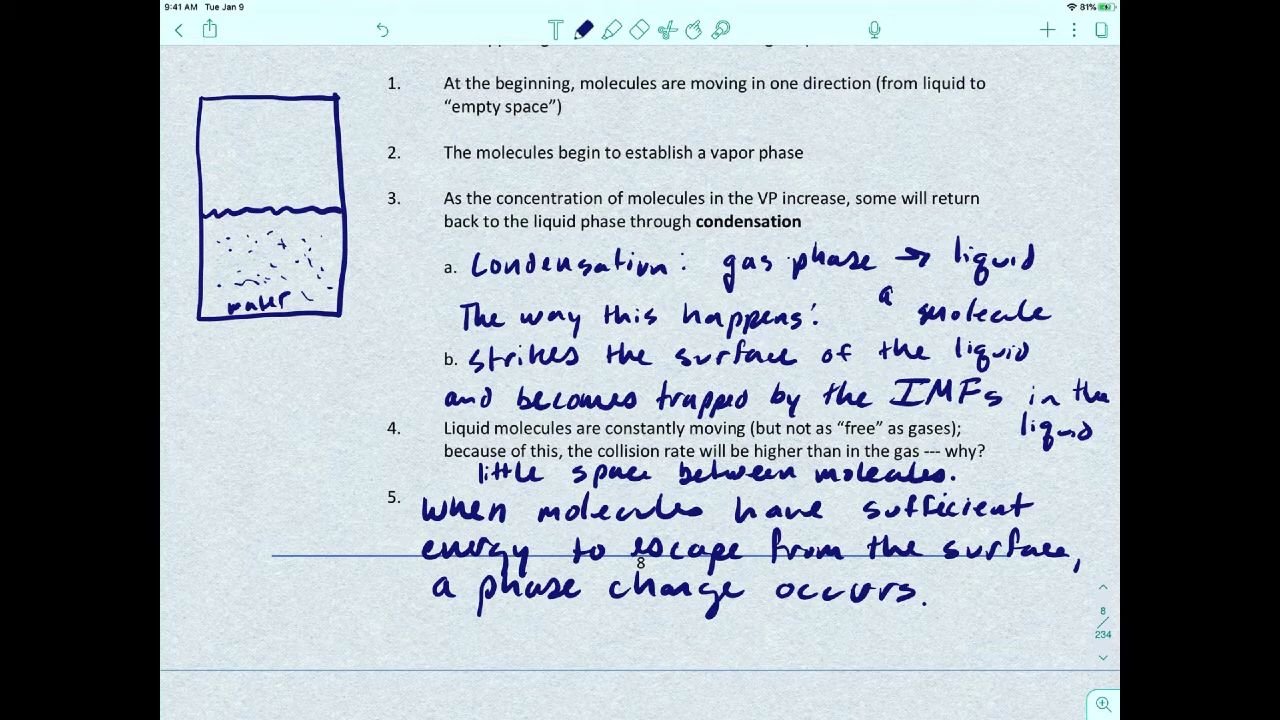 9:41 AM Tue Jan 9
81%
1. At the beginning, molecules are moving in one direction (from liquid to
“empty space”)
2. The molecules begin to establish a vapor phase
3. As the concentration of molecules in the VP increase, some will return
back to the liquid phase through condensation
a. Condensation: gas phase → liquid
The way this happens: a molecule
b. strikes the surface of the liquid
and becomes trapped by the IMFs in the
liquid
4. Liquid molecules are constantly moving (but not as “free” as gases);
because of this, the collision rate will be higher than in the gas --- why?
little space between molecules.
5. When molecules have sufficient
energy to escape from the surface,
8
a phase change occurs.
water
8
/
234